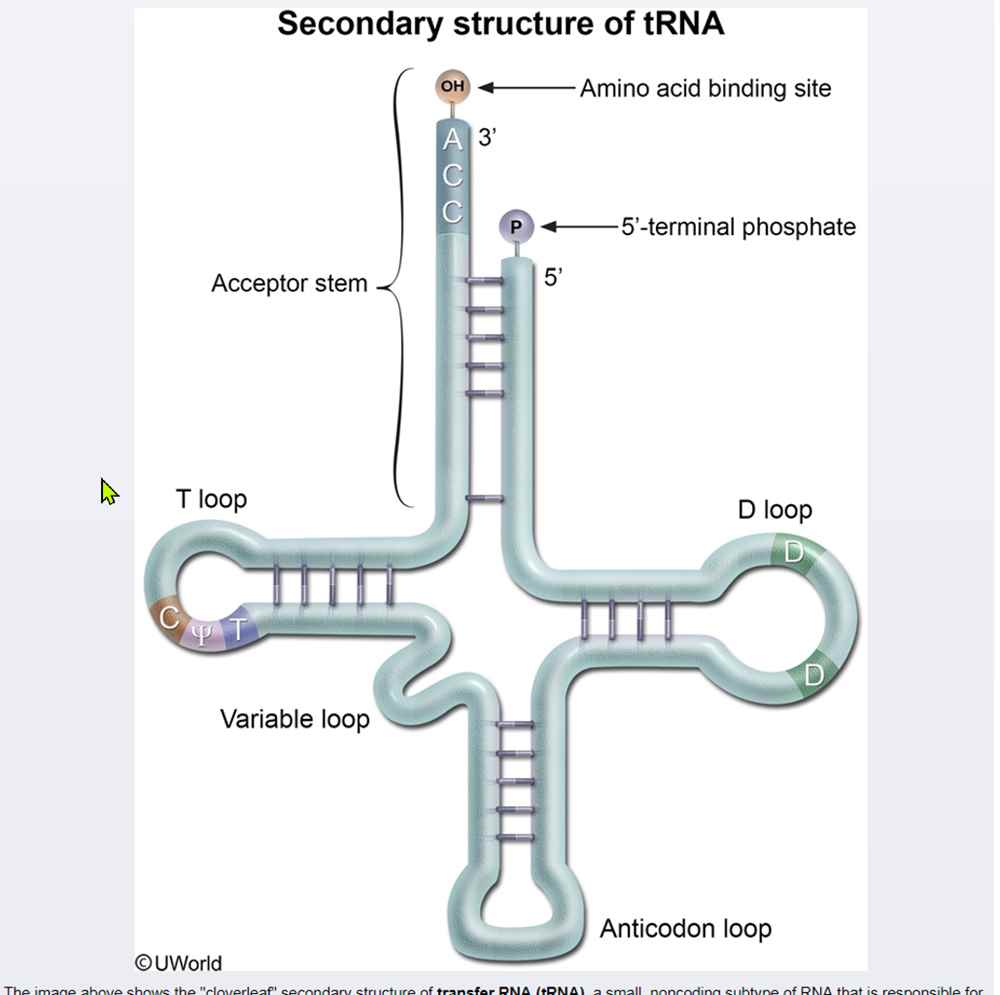 Secondary structure of tRNA
OH
Amino acid binding site
A
3’
C
C
P
5’-terminal phosphate
5’
Acceptor stem
T loop
D loop
D
C
Ψ
T
D
Variable loop
Anticodon loop
©UWorld
The image above shows the "cloverleaf" secondary structure of transfer RNA (tRNA), a small, noncoding subtype of RNA that is responsible for